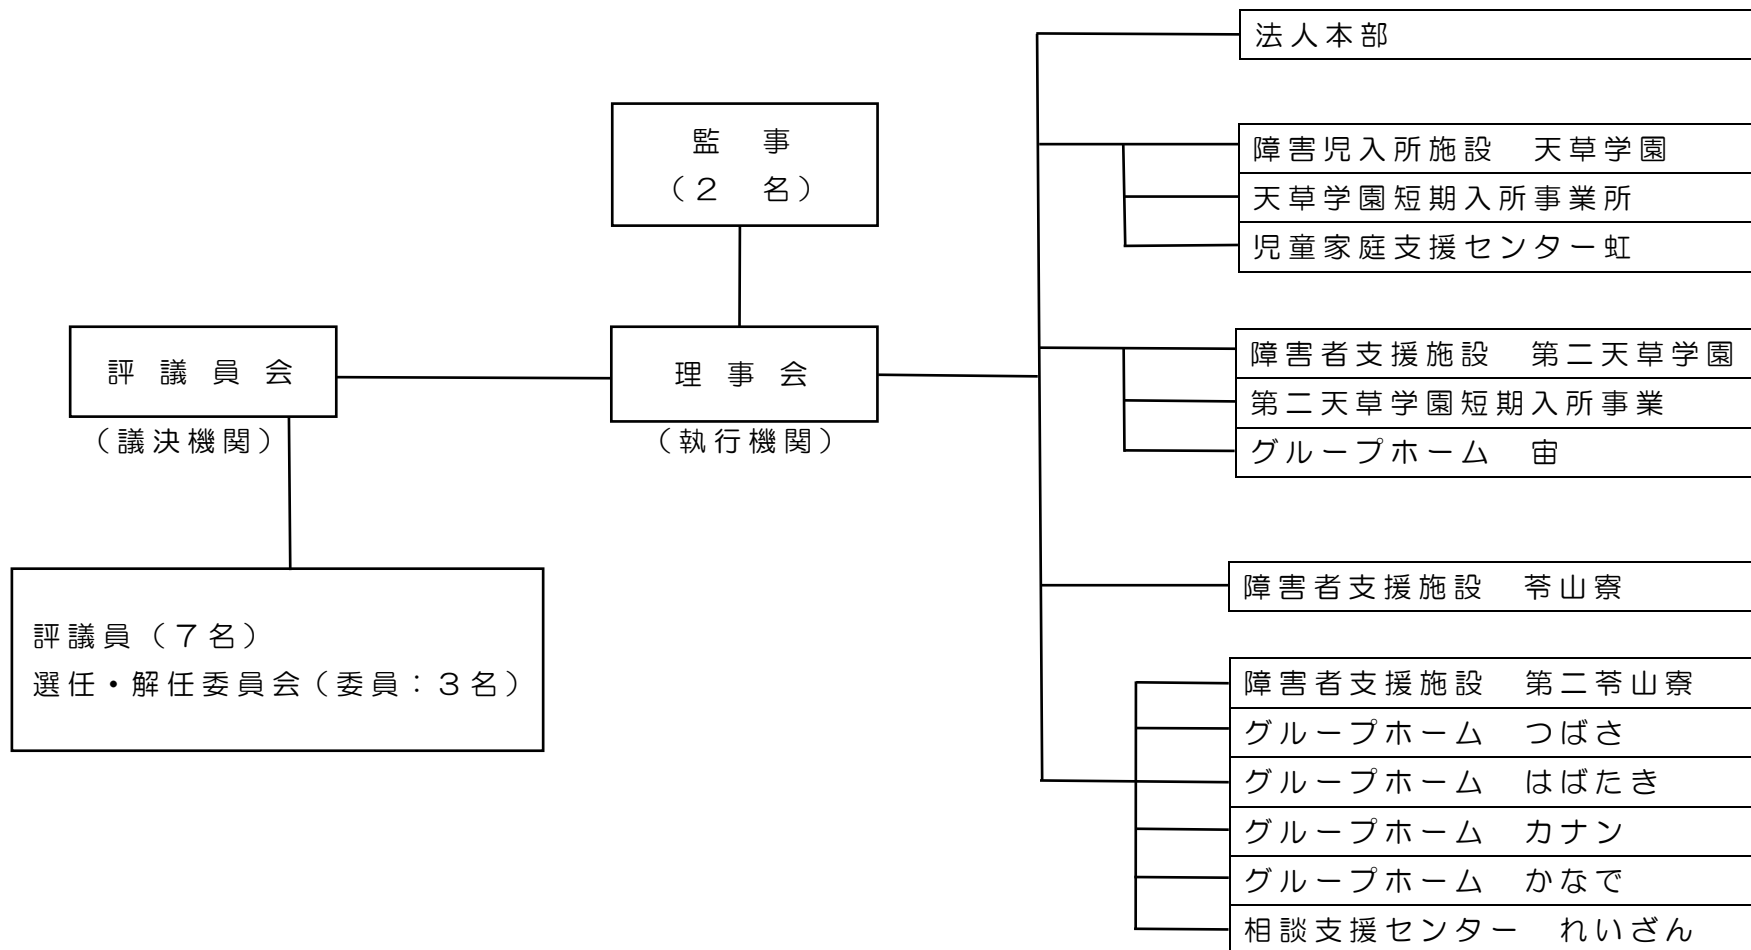 法人本部
監　事
（２　名）
障害児入所施設　天草学園
天草学園短期入所事業所
児童家庭支援センター虹
評議員会
（議決機関）
理事会
（執行機関）
障害者支援施設　第二天草学園
第二天草学園短期入所事業
グループホーム　宙
評議員（７名）
選任・解任委員会（委員：３名）
障害者支援施設　苓山寮
障害者支援施設　第二苓山寮
グループホーム　つばさ
グループホーム　はばたき
グループホーム　カナン
グループホーム　かなで
相談支援センター　れいざん